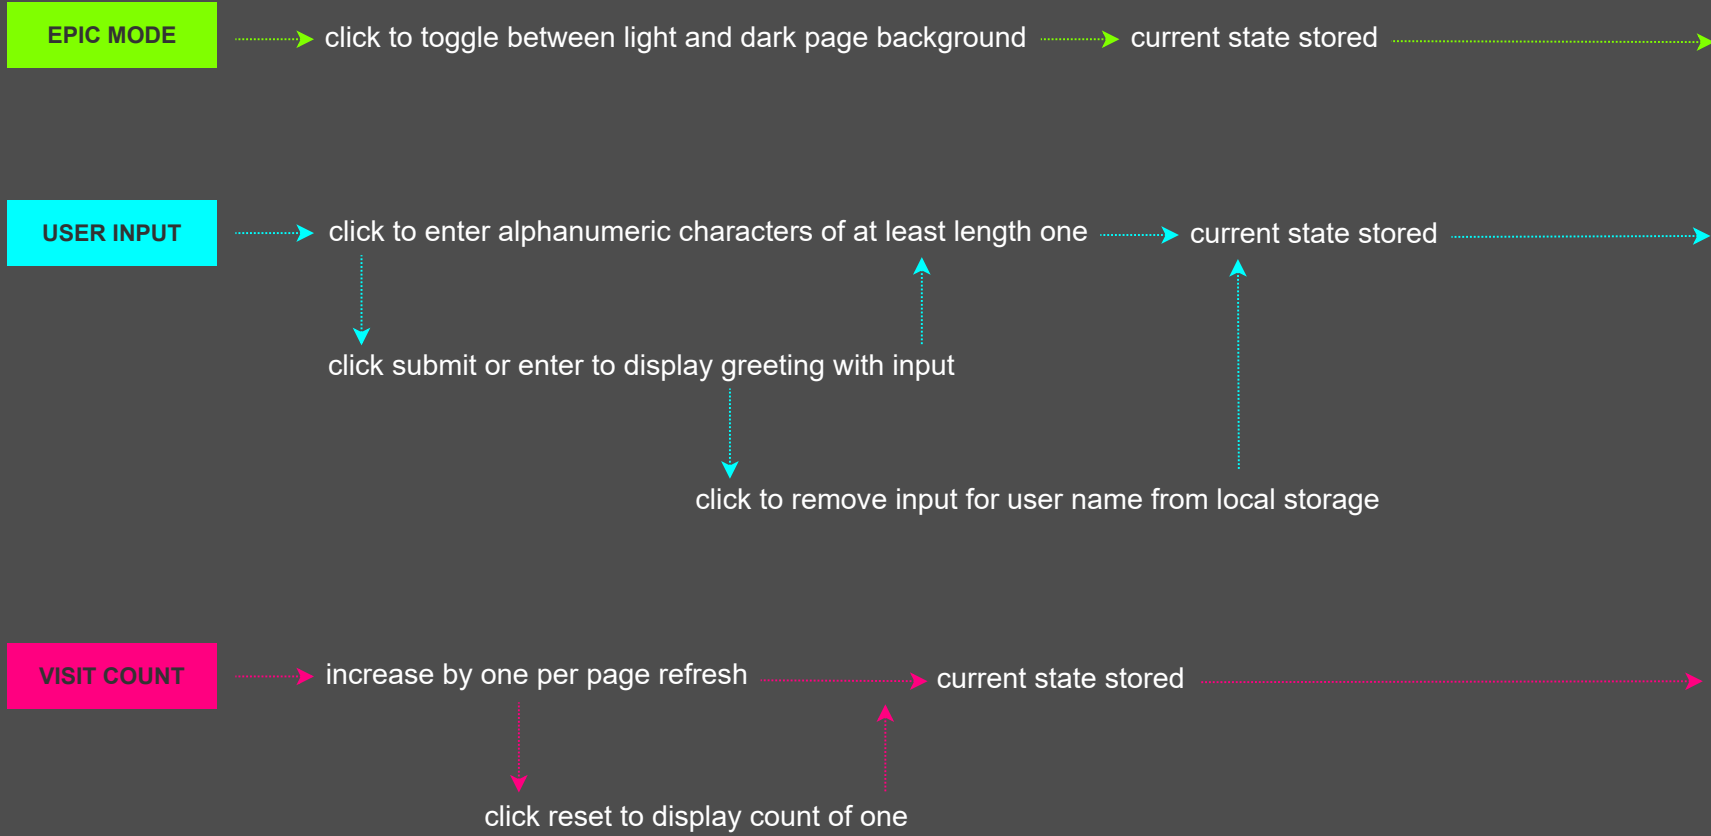 EPIC MODE
click to toggle between light and dark page background
current state stored
USER INPUT
click to enter alphanumeric characters of at least length one
current state stored
click submit or enter to display greeting with input
click to remove input for user name from local storage
VISIT COUNT
increase by one per page refresh
current state stored
click reset to display count of one